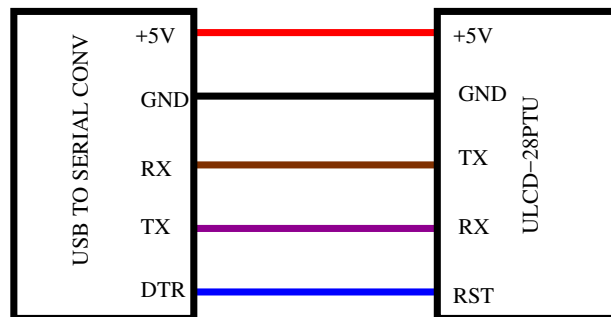 USB TO SERIAL CONV
+5V
GND
RX
TX
DTR
+5V
GND
TX
RX
RST
ULCD−28PTU